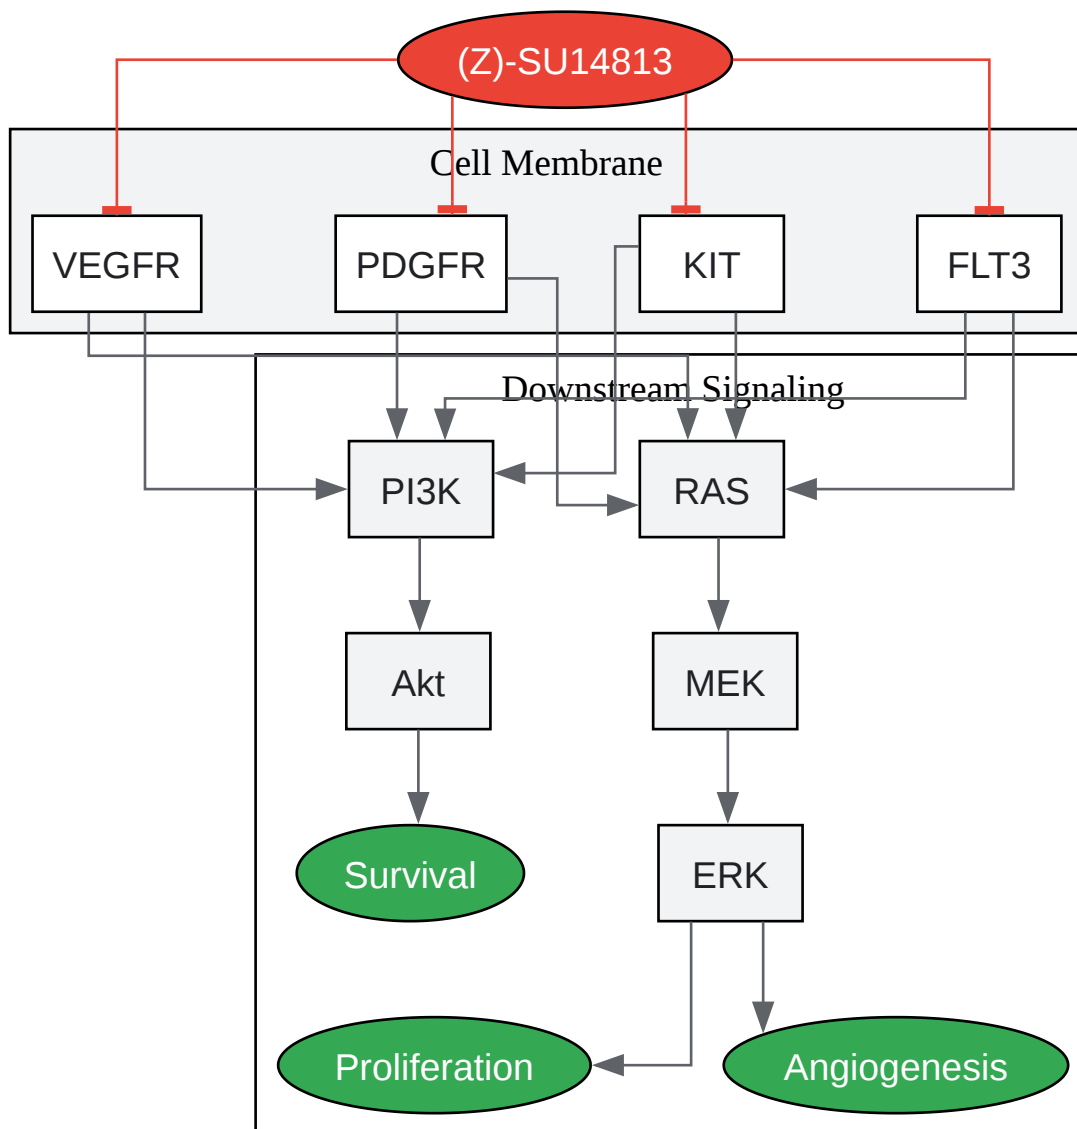 (Z)-SU14813
Cell Membrane
VEGFR
PDGFR
KIT
FLT3
Downstream Signaling
PI3K
RAS
Akt
MEK
Survival
ERK
Proliferation
Angiogenesis